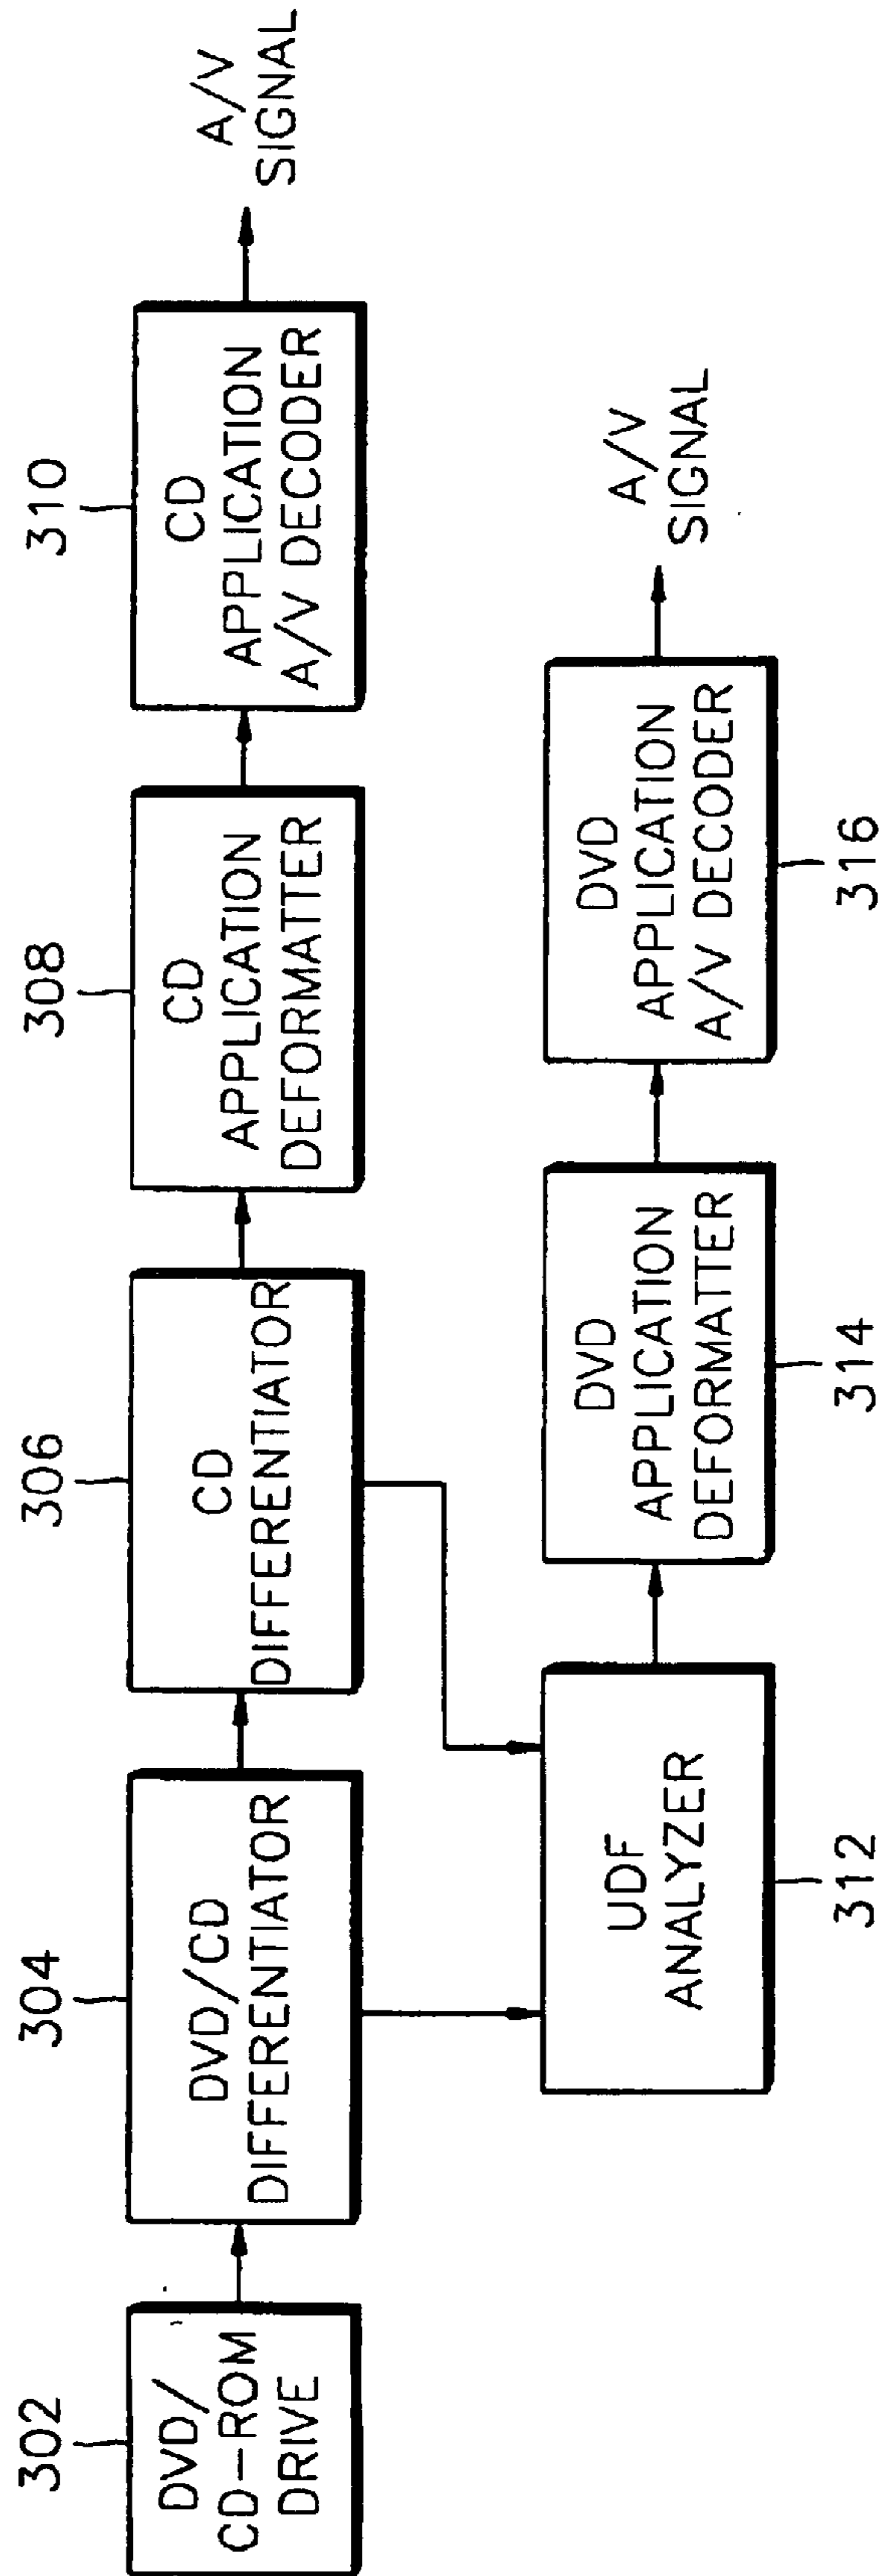 302
DVD/
CD-ROM
DRIVE
304
DVD/CD
DIFFERENTIATOR
306
CD
DIFFERENTIATOR
308
CD
APPLICATION
DEFORMATTER
310
CD
APPLICATION
A/V DECODER
A/V
SIGNAL
UDF
ANALYZER
312
DVD
APPLICATION
DEFORMATTER
314
DVD
APPLICATION
A/V DECODER
316
A/V
SIGNAL